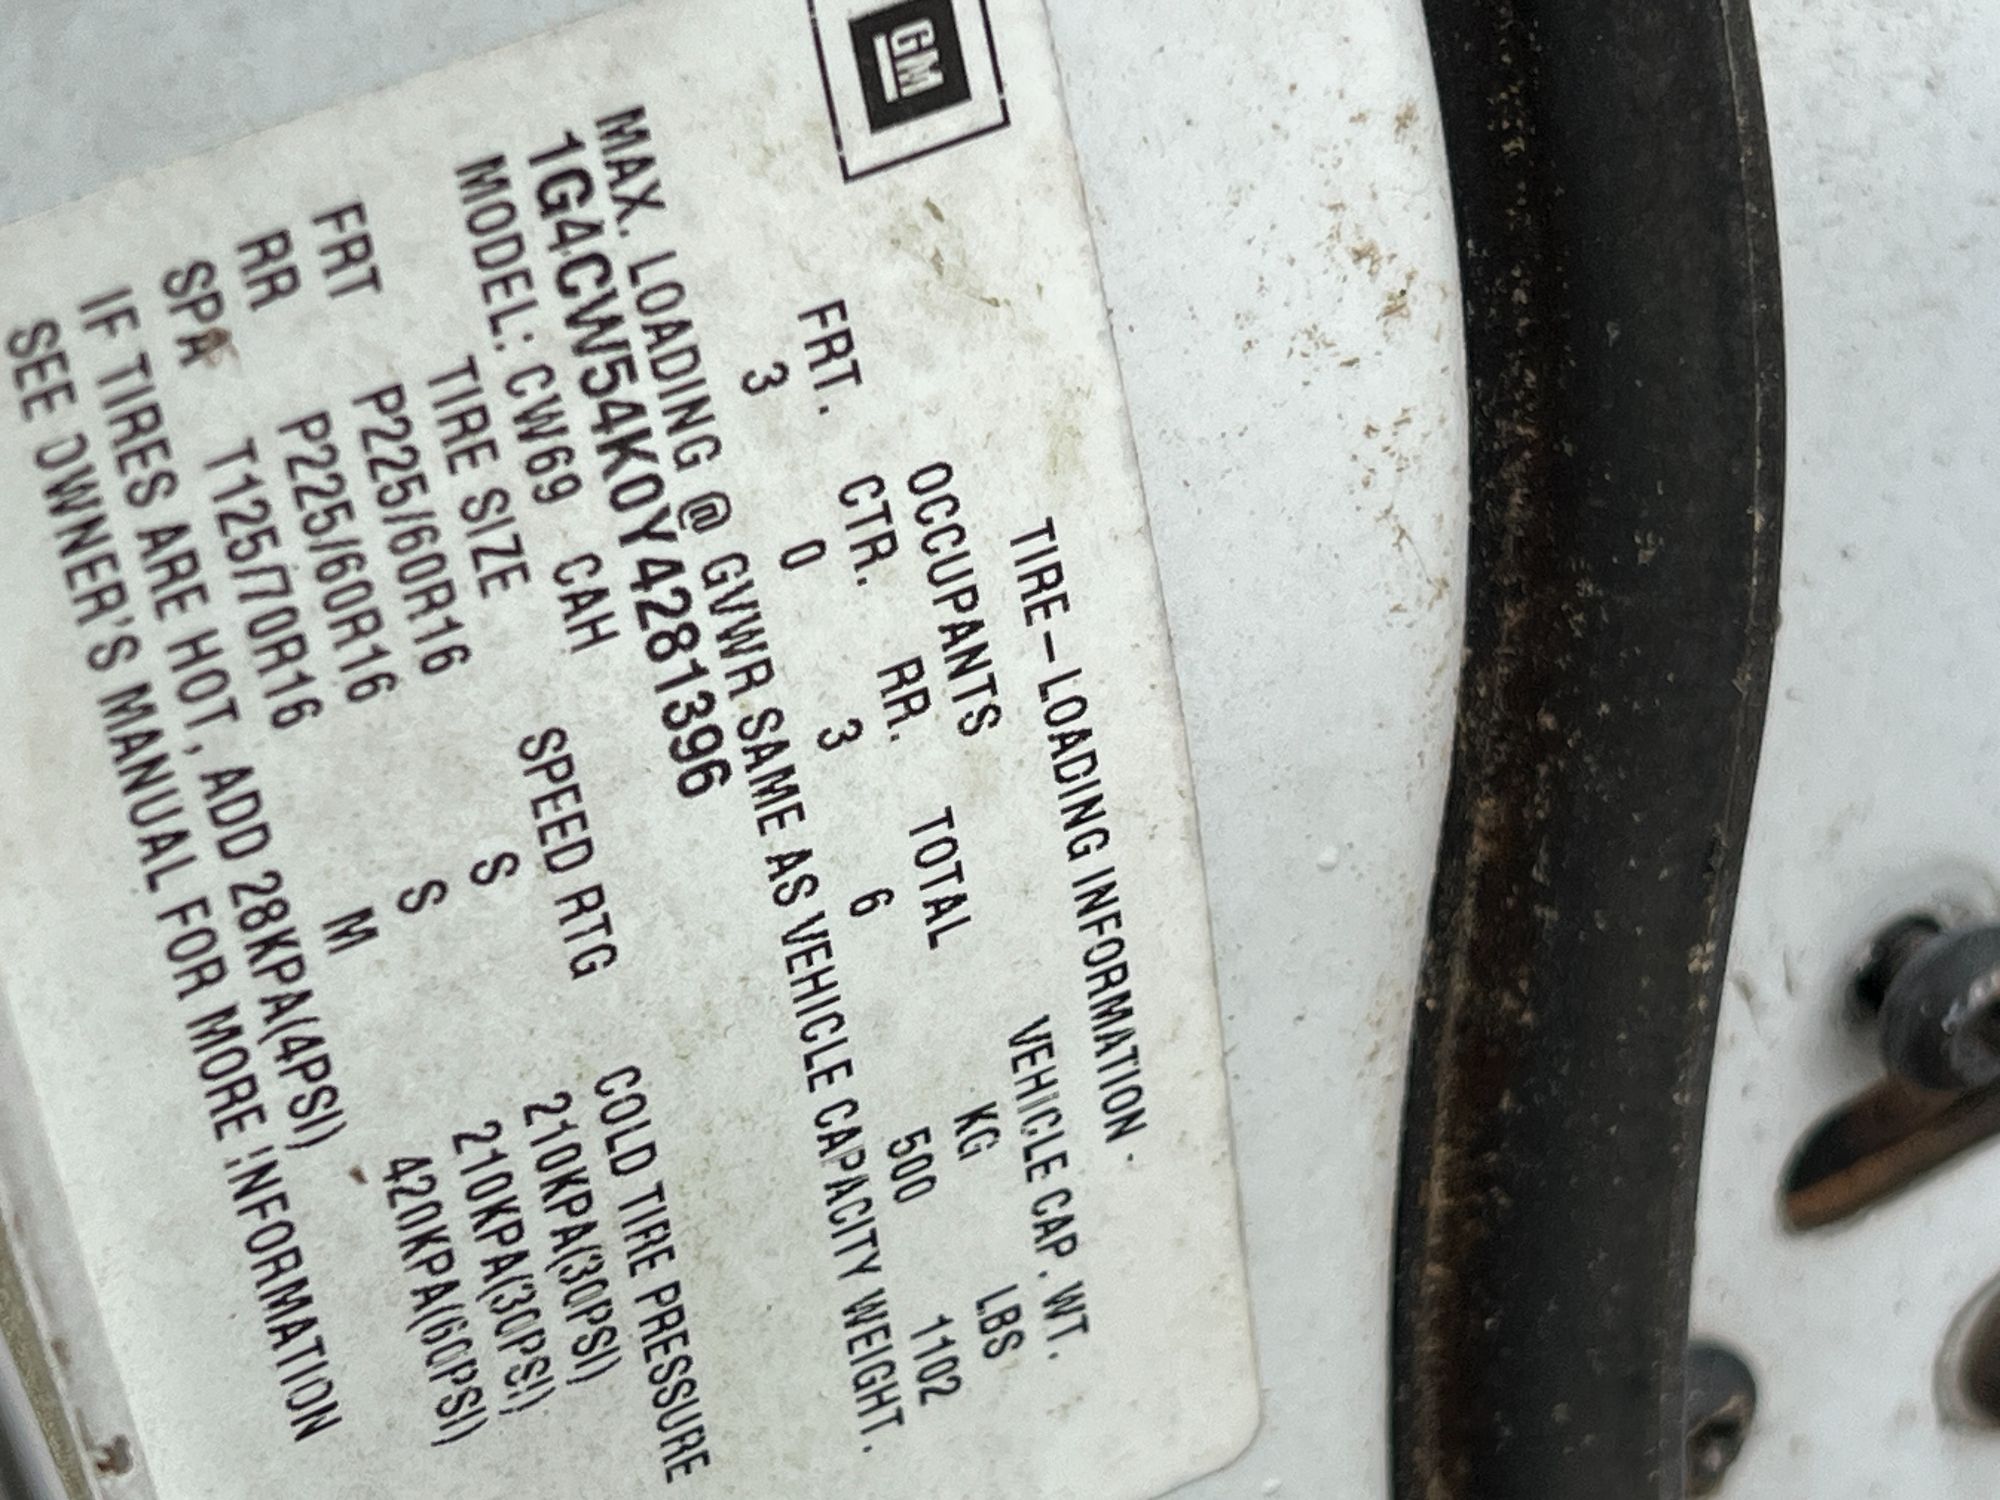 GM
TIRE-LOADING INFORMATION
OCCUPANTS VEHICLE CAP. WT.
FRT. CTR. RR. TOTAL KG LBS
3 0 3 6 500 1102
MAX. LOADING @ GVWR SAME AS VEHICLE CAPACITY WEIGHT.
1G4CW54K0Y4281396
MODEL: CW69 CAH
TIRE SIZE SPEED RTG COLD TIRE PRESSURE
FRT P225/60R16 S 210KPA(30PSI)
RR P225/60R16 S 210KPA(30PSI)
SPA T125/70R16 M 420KPA(60PSI)
IF TIRES ARE HOT, ADD 28KPA(4PSI)
SEE OWNER'S MANUAL FOR MORE INFORMATION